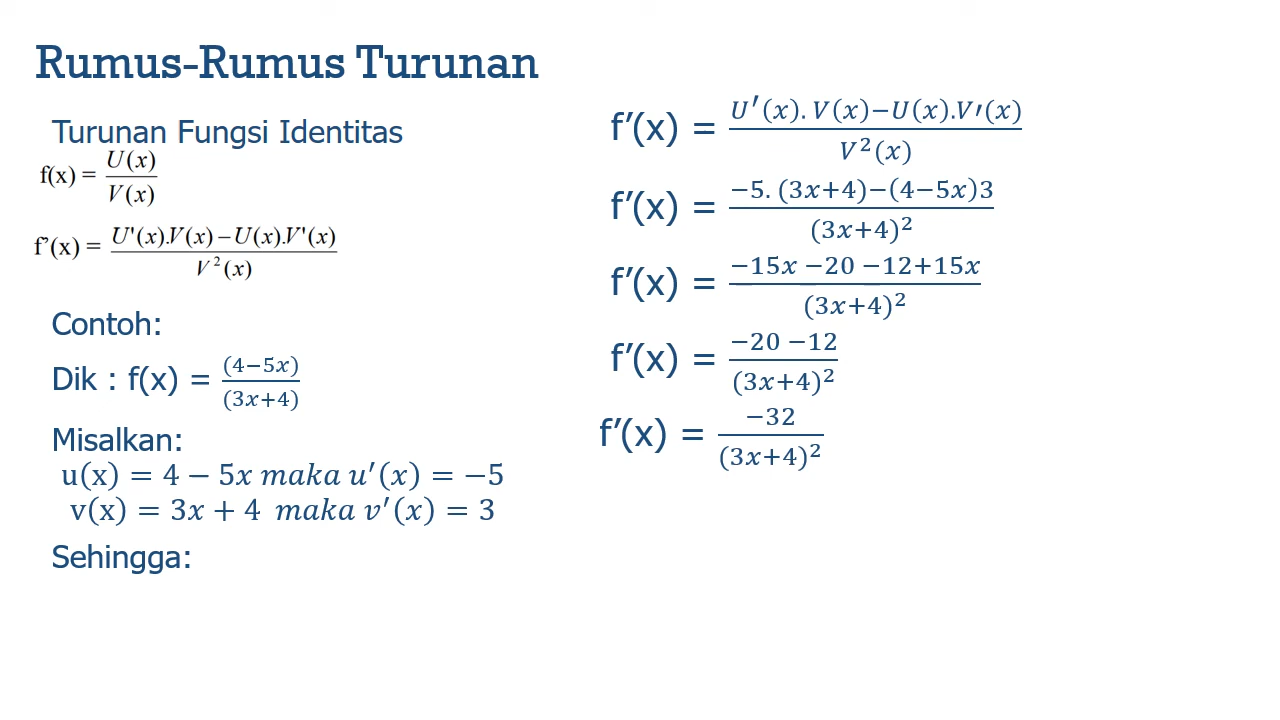 Rumus-Rumus Turunan
Turunan Fungsi Identitas
f(x) = U(x)/V(x)
f'(x) = U'(x).V(x)−U(x).V'(x)/V²(x)
Contoh:
Dik : f(x) = (4−5x)/(3x+4)
Misalkan:
u(x) = 4 − 5x maka u′(x) = −5
v(x) = 3x + 4 maka v′(x) = 3
Sehingga:
f’(x) = U′(x).V(x)−U(x).V′(x)/V²(x)
f’(x) = −5.(3x+4)−(4−5x)3/(3x+4)²
f’(x) = −15x −20 −12+15x/(3x+4)²
f’(x) = −20 −12/(3x+4)²
f’(x) = −32/(3x+4)²